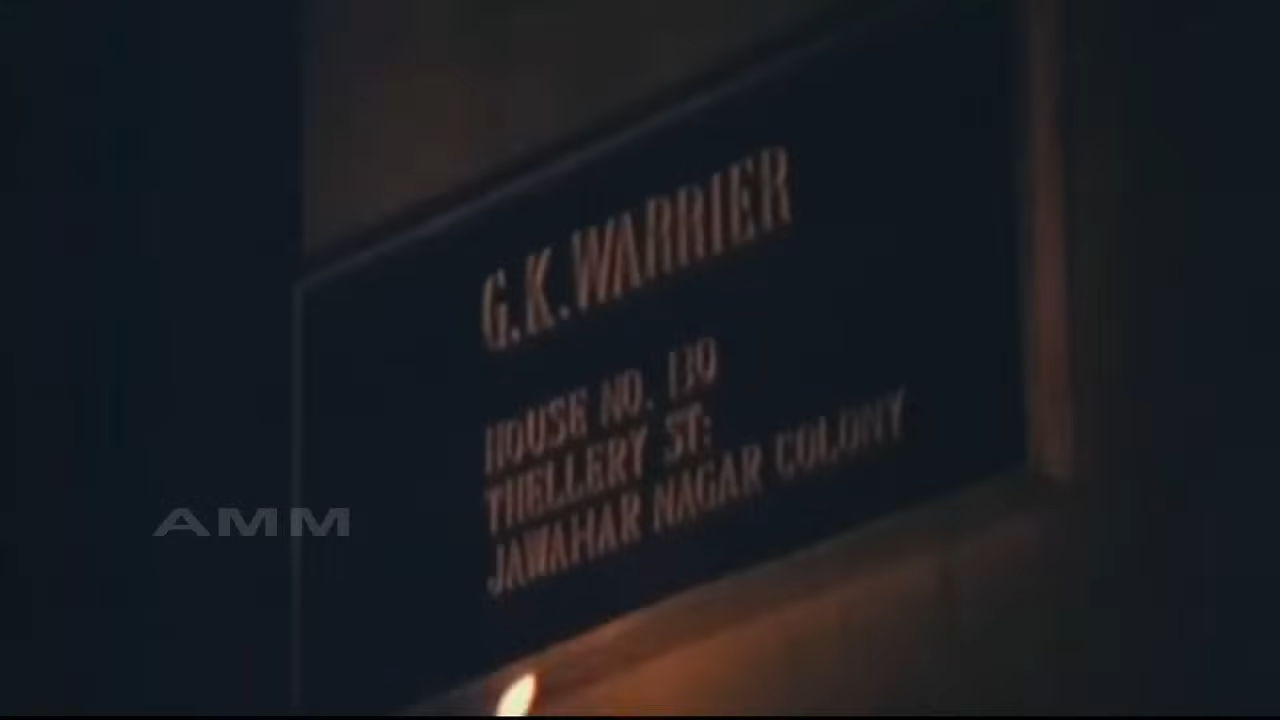 G.K.WARRIER
HOUSE NO. 139
THELLERY ST:
JAWAHAR NAGAR COLONY
AMM